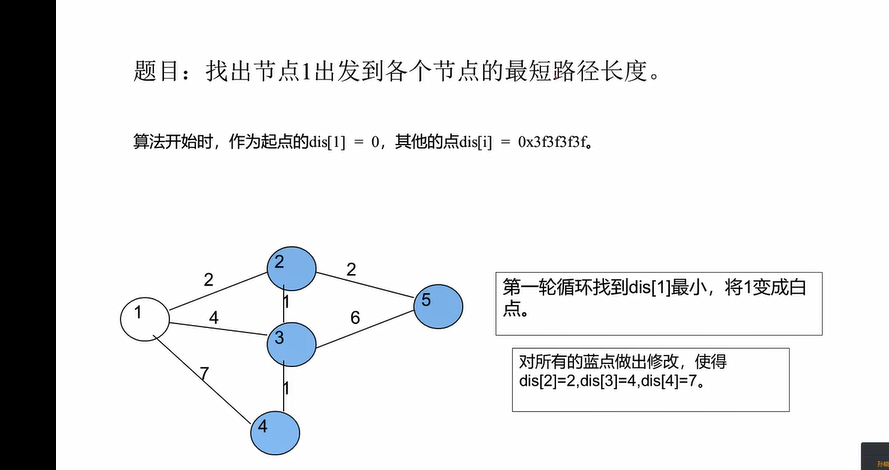 题目：找出节点1出发到各个节点的最短路径长度。
算法开始时，作为起点的dis[1] = 0，其他的点dis[i] = 0x3f3f3f3f。
2
2
2
1
5
1
第一轮循环找到dis[1]最小，将1变成白
点。
4
6
3
对所有的蓝点做出修改，使得
dis[2]=2,dis[3]=4,dis[4]=7。
7
1
4